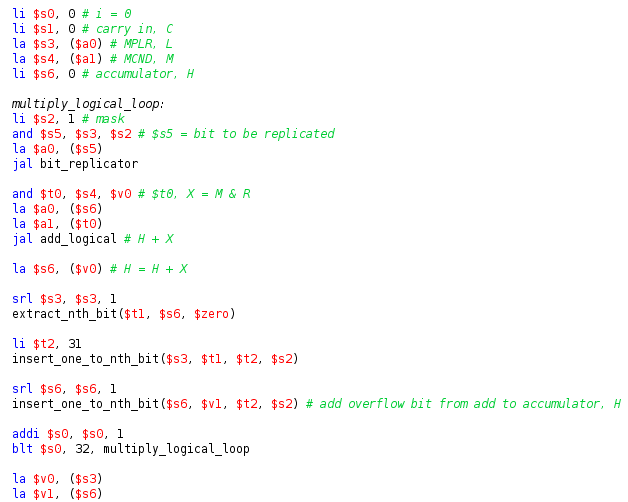 li $s0, 0 # i = 0
li $s1, 0 # carry in, C
la $s3, ($a0) # MPLR, L
la $s4, ($a1) # MCND, M
li $s6, 0 # accumulator, H
multiply_logical_loop:
li $s2, 1 # mask
and $s5, $s3, $s2 # $s5 = bit to be replicated
la $a0, ($s5)
jal bit_replicator
and $t0, $s4, $v0 # $t0, X = M & R
la $a0, ($s6)
la $a1, ($t0)
jal add_logical # H + X
la $s6, ($v0) # H = H + X
srl $s3, $s3, 1
extract_nth_bit($t1, $s6, $zero)
li $t2, 31
insert_one_to_nth_bit($s3, $t1, $t2, $s2)
srl $s6, $s6, 1
insert_one_to_nth_bit($s6, $v1, $t2, $s2) # add overflow bit from add to accumulator, H
addi $s0, $s0, 1
blt $s0, 32, multiply_logical_loop
la $v0, ($s3)
la $v1, ($s6)